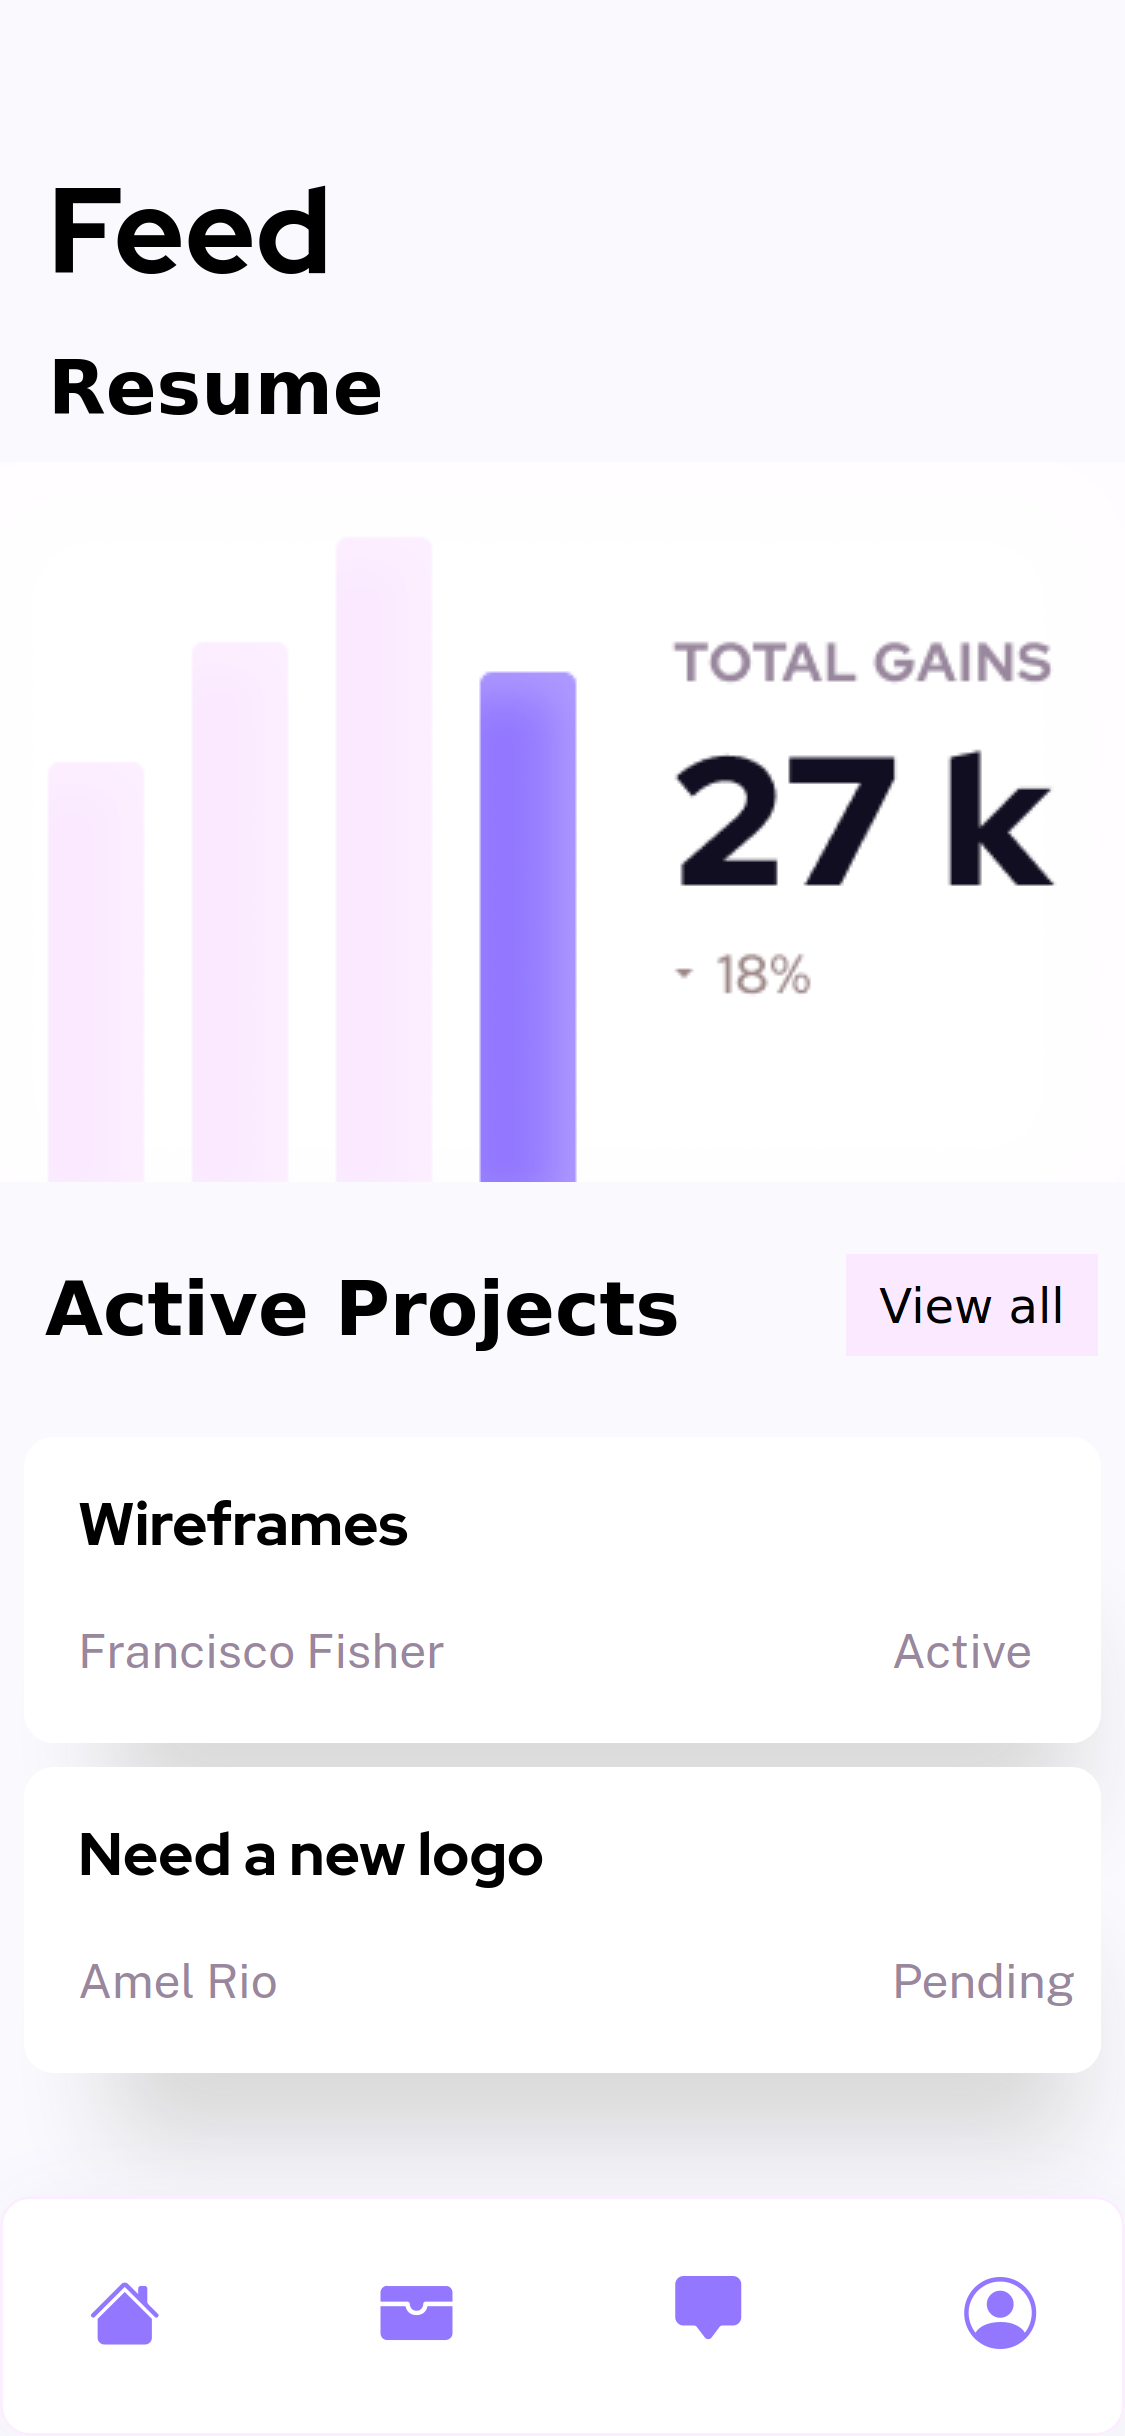 Feed
Resume
TOTAL GAINS
27 k
18%
Active Projects
View all
Wireframes
Francisco Fisher
Active
Need a new logo
Amel Rio
Pending